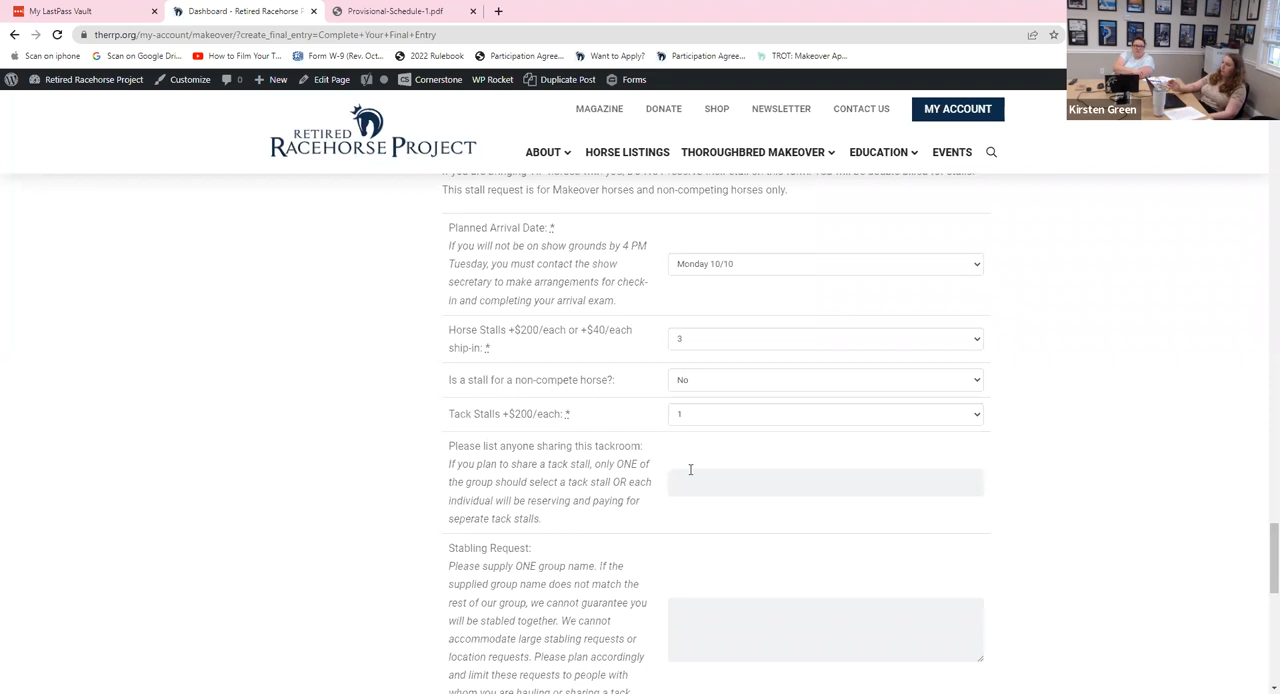 My LastPass Vault
Dashboard - Retired Racehorse P
Provisional-Schedule-1.pdf
therrp.org/my-account/makeover/?create_final_entry=Complete+Your+Final+Entry
Scan on iphone
Scan on Google Dri...
How to Film Your T...
Form W-9 (Rev. Oct...
2022 Rulebook
Participation Agree...
Want to Apply?
Participation Agree...
TROT: Makeover Ap...
Retired Racehorse Project
Customize
0
New
Edit Page
Cornerstone
WP Rocket
Duplicate Post
Forms
Kirsten Green
RETIRED
RACEHORSE PROJECT
MAGAZINE
DONATE
SHOP
NEWSLETTER
CONTACT US
MY ACCOUNT
ABOUT
HORSE LISTINGS
THOROUGHBRED MAKEOVER
EDUCATION
EVENTS
This stall request is for Makeover horses and non-competing horses only.
Planned Arrival Date: *
If you will not be on show grounds by 4 PM
Tuesday, you must contact the show
secretary to make arrangements for check-
in and completing your arrival exam.
Monday 10/10
Horse Stalls +$200/each or +$40/each
ship-in: *
3
Is a stall for a non-compete horse?:
No
Tack Stalls +$200/each: *
1
Please list anyone sharing this tackroom:
If you plan to share a tack stall, only ONE of
the group should select a tack stall OR each
individual will be reserving and paying for
seperate tack stalls.
Stabling Request:
Please supply ONE group name. If the
supplied group name does not match the
rest of our group, we cannot guarantee you
will be stabled together. We cannot
accommodate large stabling requests or
location requests. Please plan accordingly
and limit these requests to people with
whom you are hauling or sharing a tack